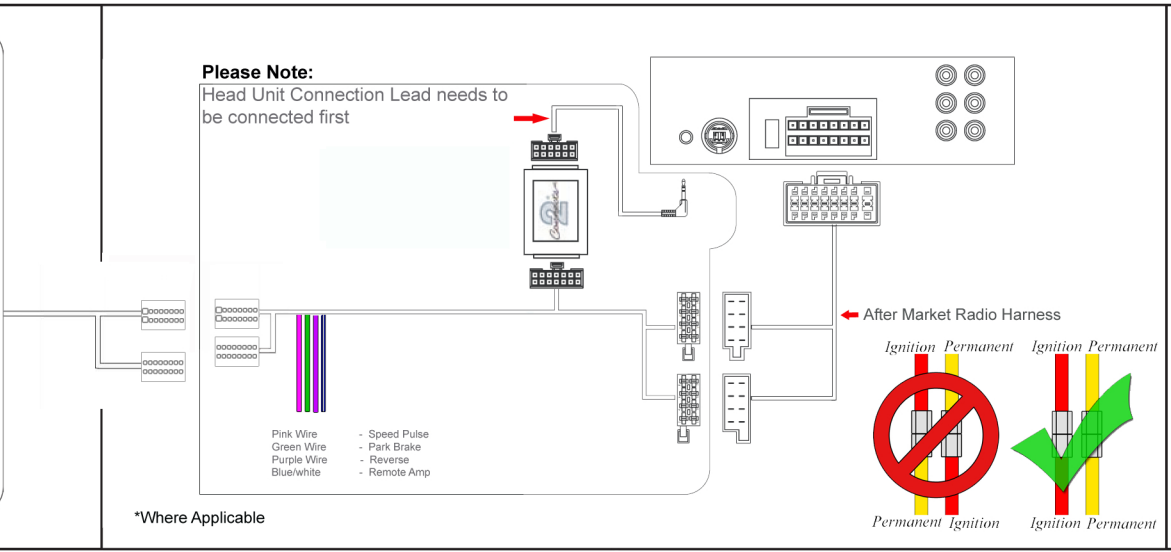 Please Note:
Head Unit Connection Lead needs to
be connected first
Connects
2
After Market Radio Harness
Ignition Permanent
Ignition Permanent
Pink Wire - Speed Pulse
Green Wire - Park Brake
Purple Wire - Reverse
Blue/white - Remote Amp
Permanent Ignition
Ignition Permanent
*Where Applicable